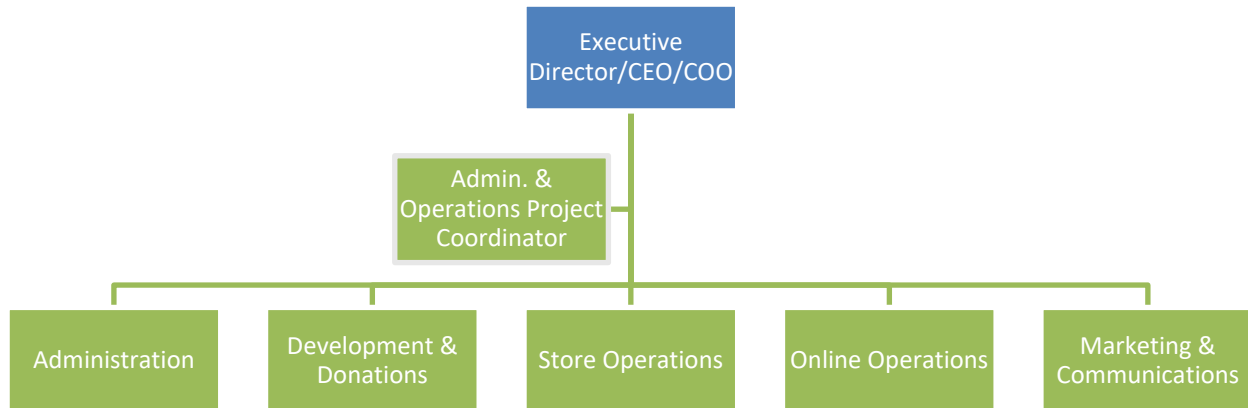 Executive
Director/CEO/COO
Admin. &
Operations Project
Coordinator
Administration
Development &
Donations
Store Operations
Online Operations
Marketing &
Communications